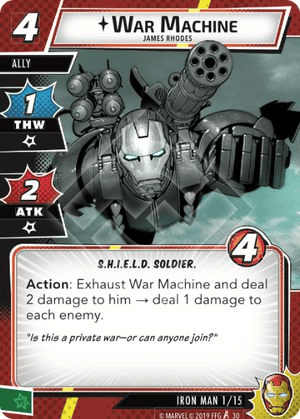 4
WAR MACHINE
JAMES RHODES
ALLY
1
THW
2
ATK
4
S.H.I.E.L.D. SOLDIER.
Action: Exhaust War Machine and deal
2 damage to him → deal 1 damage to
each enemy.
"Is this a private war—or can anyone join?"
IRON MAN 1/15
© MARVEL © 2019 FFG A 30